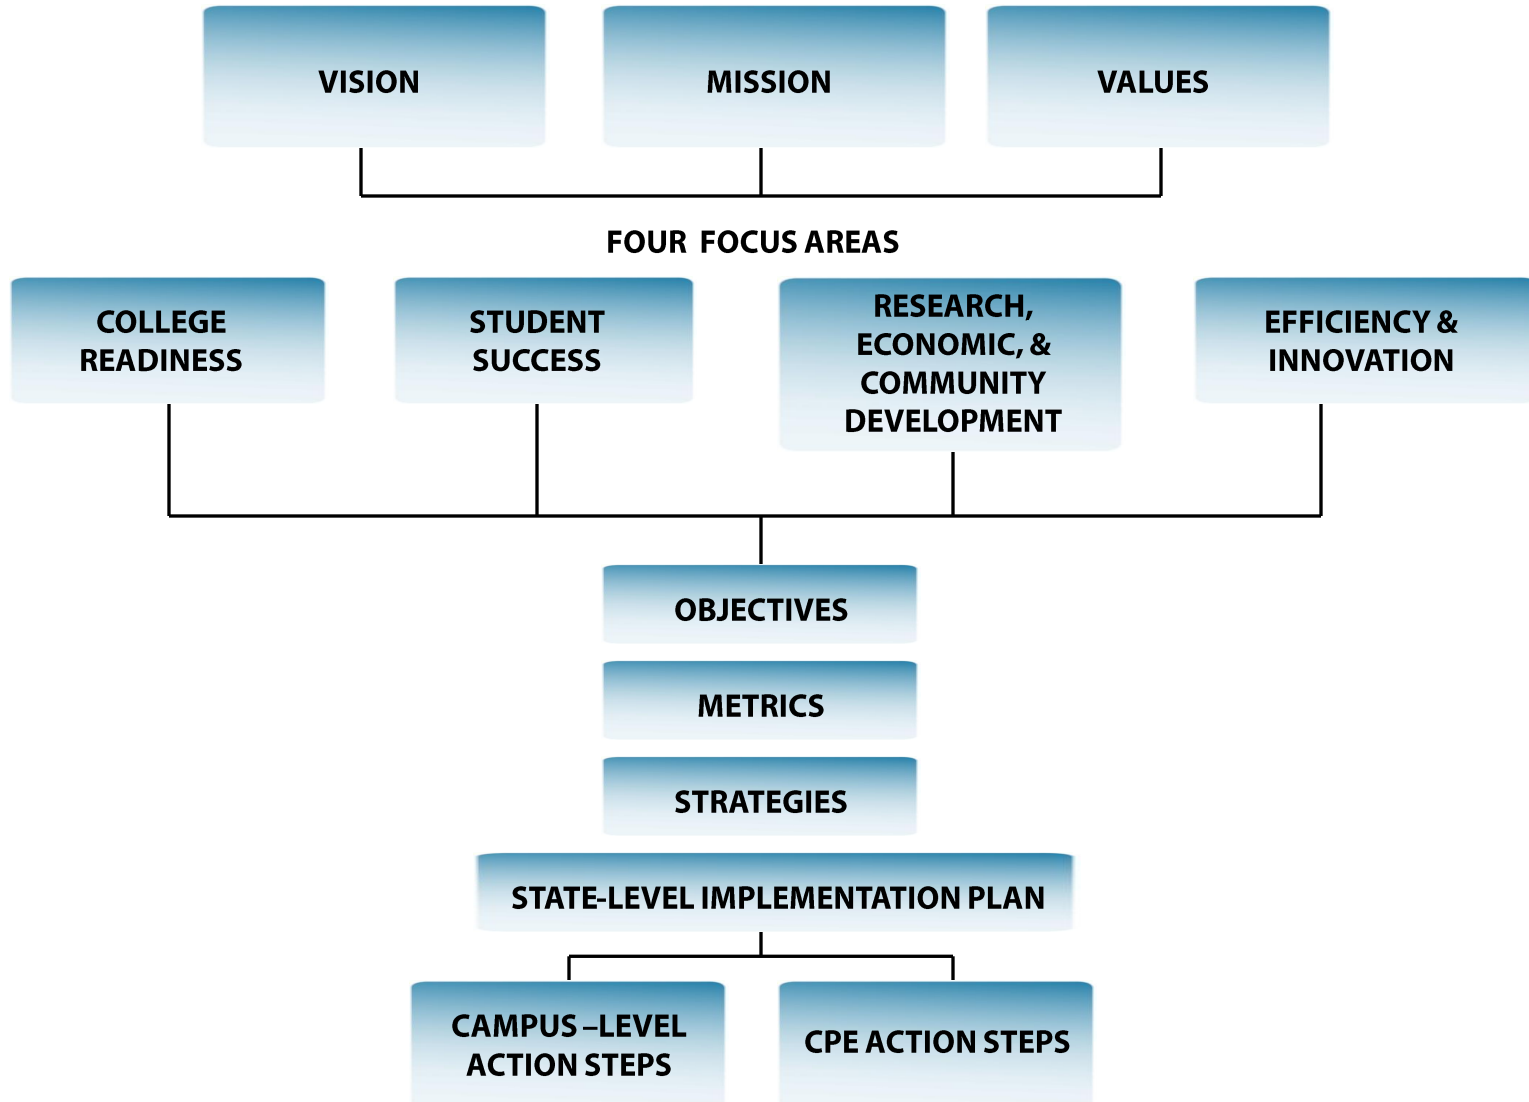 VISION
MISSION
VALUES
FOUR FOCUS AREAS
COLLEGE
READINESS
STUDENT
SUCCESS
RESEARCH,
ECONOMIC, &
COMMUNITY
DEVELOPMENT
EFFICIENCY &
INNOVATION
OBJECTIVES
METRICS
STRATEGIES
STATE-LEVEL IMPLEMENTATION PLAN
CAMPUS –LEVEL
ACTION STEPS
CPE ACTION STEPS